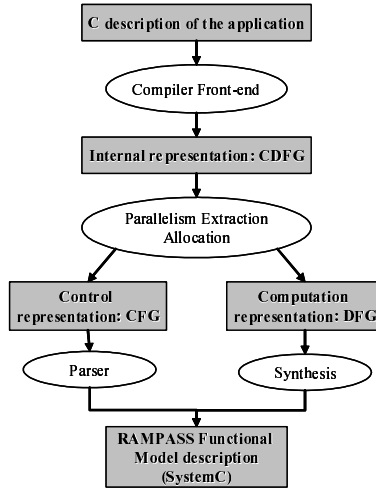 C description of the application
Compiler Front-end
Internal representation: CDFG
Parallelism Extraction
Allocation
Control
representation: CFG
Computation
representation: DFG
Parser
Synthesis
RAMPASS Functional
Model description
(SystemC)